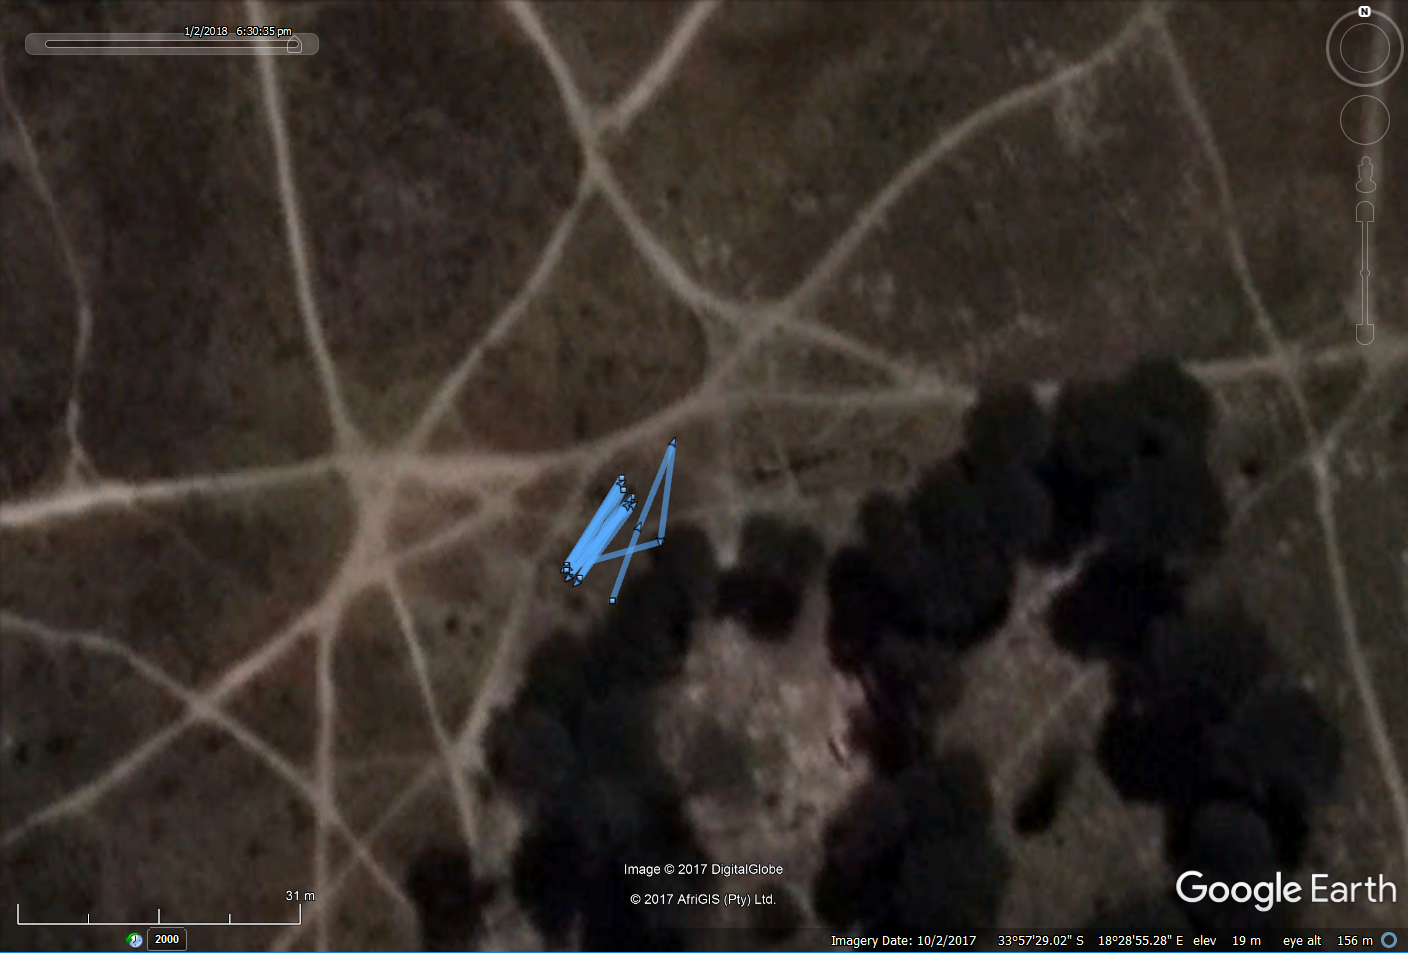 1/2/2018 6:30:35 pm
N
31 m
2000
Image © 2017 DigitalGlobe
© 2017 AfriGIS (Pty) Ltd.
Google Earth
Imagery Date: 10/2/2017 33°57'29.02" S 18°28'55.28" E elev 19 m eye alt 156 m